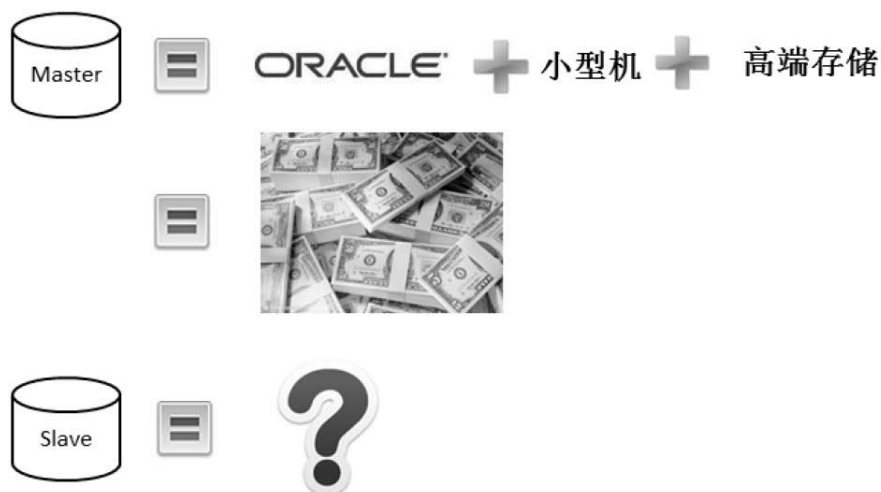 Master = ORACLE + 小型机 + 高端存储
=
Slave = ?